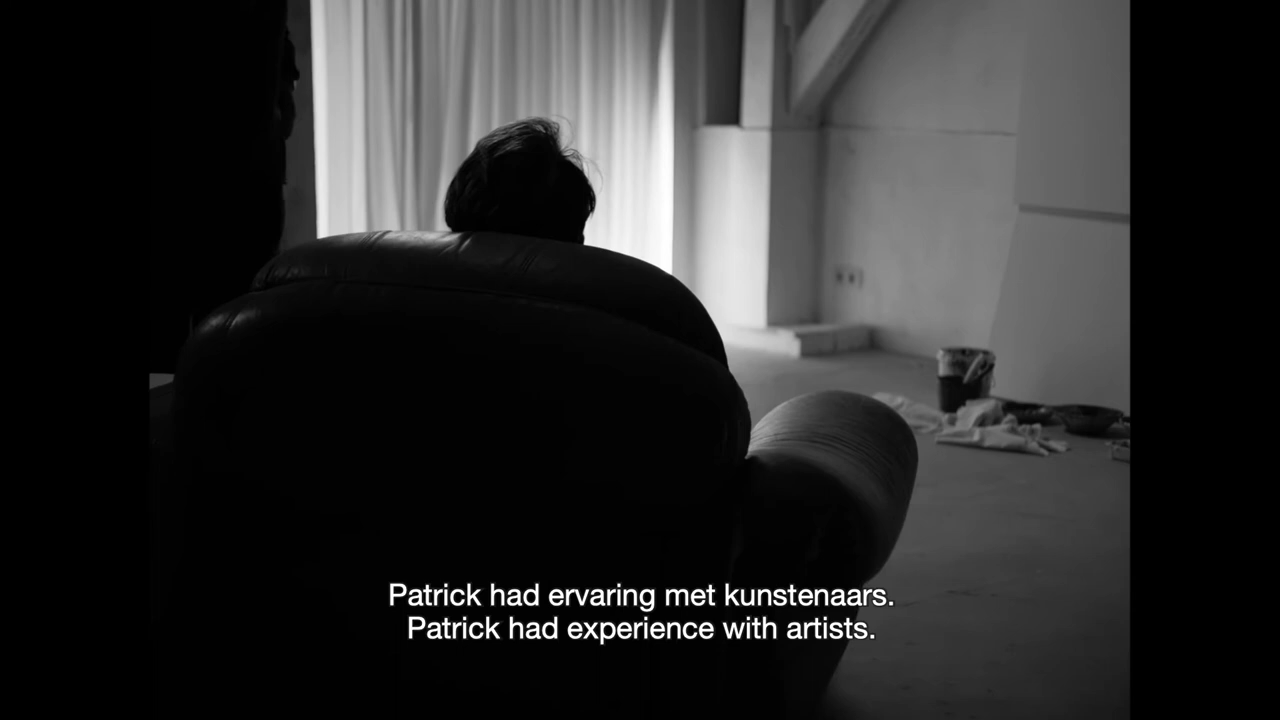 Patrick had ervaring met kunstenaars.
Patrick had experience with artists.